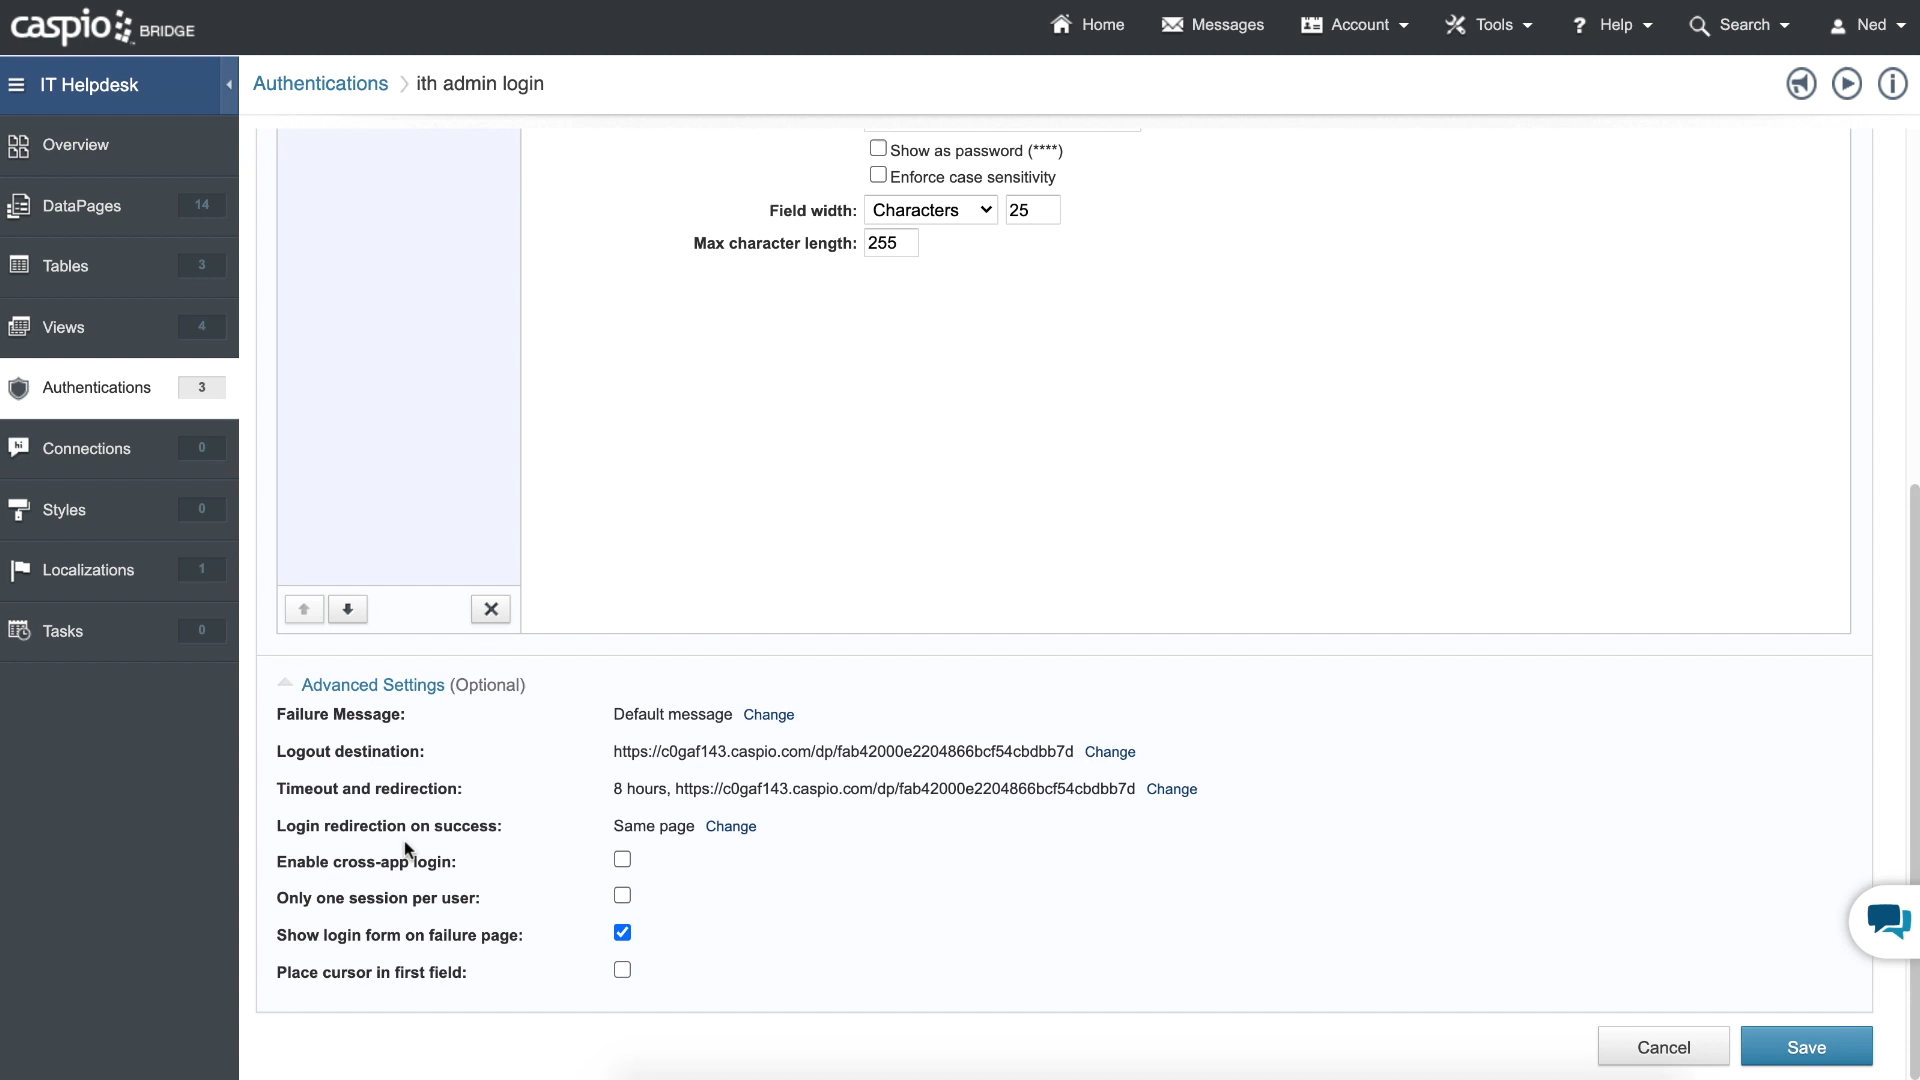 caspio BRIDGE
Home
Messages
Account
Tools
? Help
Search
Ned
IT Helpdesk
Authentications
ith admin login
Overview
DataPages
14
Tables
3
Views
4
Authentications
3
Connections
0
Styles
0
Localizations
1
Tasks
0
Show as password (****)
Enforce case sensitivity
Field width:
Characters
25
Max character length:
255
Advanced Settings (Optional)
Failure Message:
Default message Change
Logout destination:
https://c0gaf143.caspio.com/dp/fab42000e2204866bcf54cbdbb7d Change
Timeout and redirection:
8 hours, https://c0gaf143.caspio.com/dp/fab42000e2204866bcf54cbdbb7d Change
Login redirection on success:
Same page Change
Enable cross-app login:
Only one session per user:
Show login form on failure page:
Place cursor in first field:
Cancel
Save